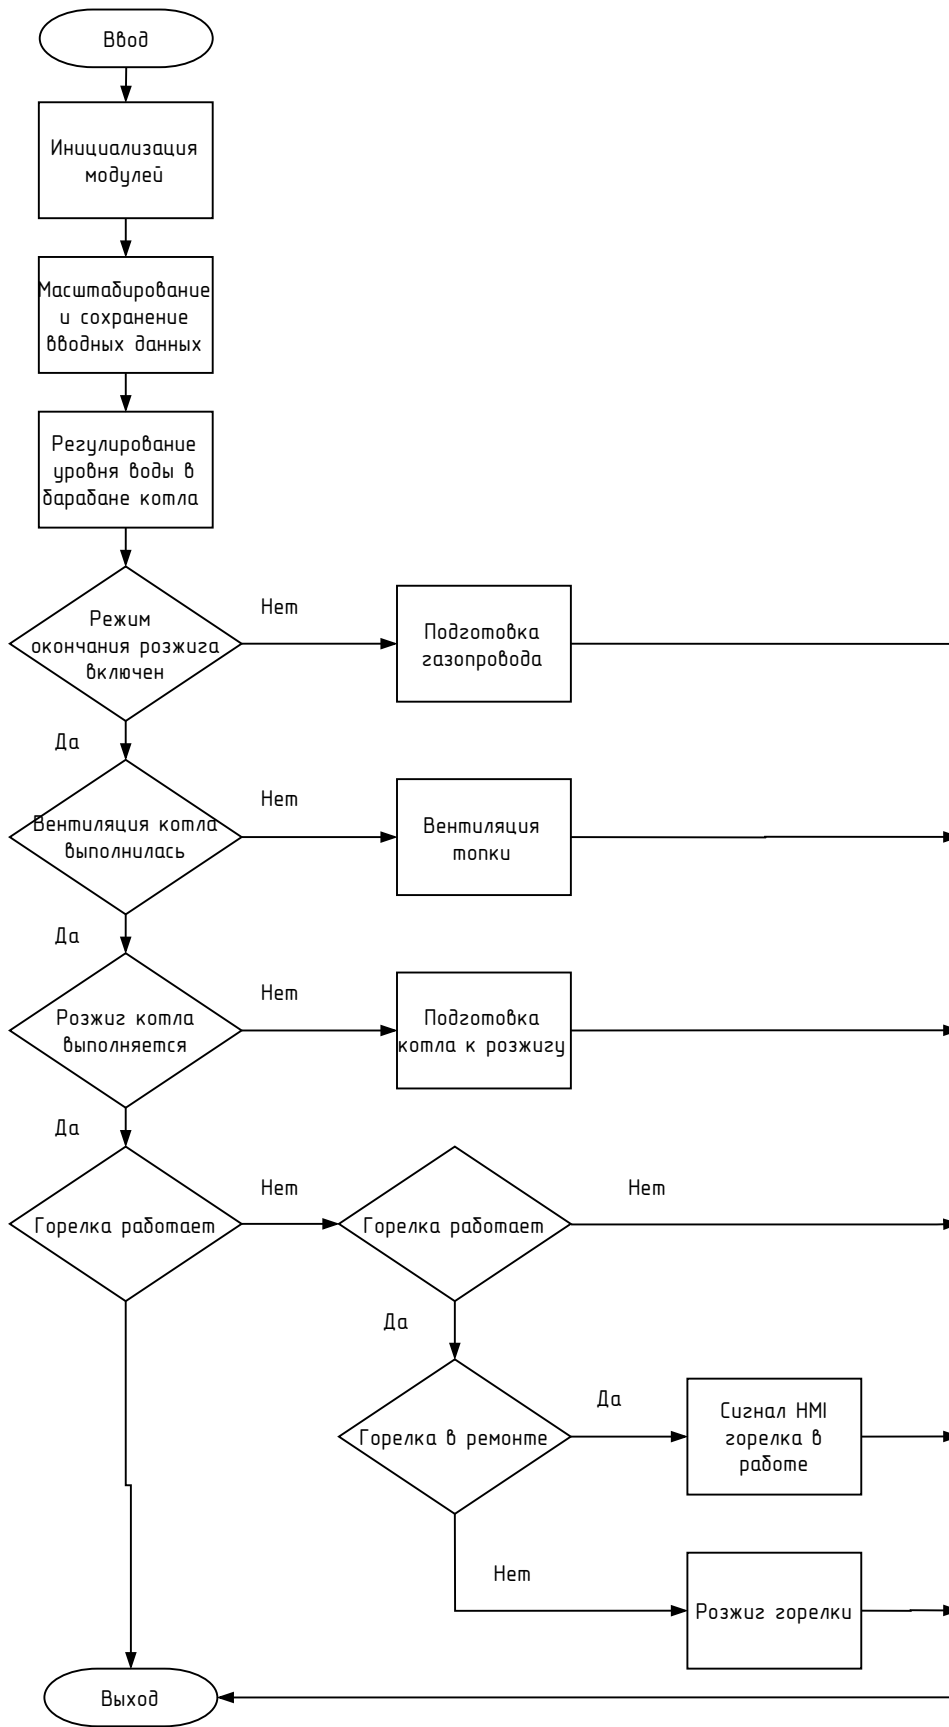 Ввод
Инициализация
модулей
Масштабирование
и сохранение
вводных данных
Регулирование
уровня воды в
барабане котла
Режим
окончания розжига
включен
Нет
Подготовка
газопровода
Да
Вентиляция котла
выполнилась
Нет
Вентиляция
топки
Да
Розжиг котла
выполняется
Нет
Подготовка
котла к розжигу
Да
Горелка работает
Нет
Горелка работает
Нет
Да
Горелка в ремонте
Да
Сигнал HMI
горелка в
работе
Нет
Розжиг горелки
Выход